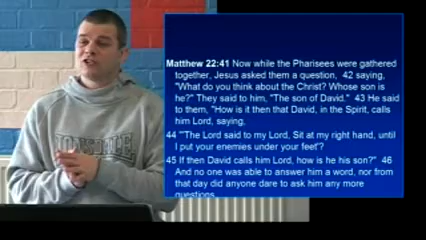 Matthew 22:41 Now while the Pharisees were gathered
together, Jesus asked them a question, 42 saying,
"What do you think about the Christ? Whose son is
he?" They said to him, "The son of David." 43 He said
to them, "How is it then that David, in the Spirit, calls
him Lord, saying,
44 "'The Lord said to my Lord, Sit at my right hand, until
I put your enemies under your feet'?
45 If then David calls him Lord, how is he his son?" 46
And no one was able to answer him a word, nor from
that day did anyone dare to ask him any more
questions.
LONSDALE